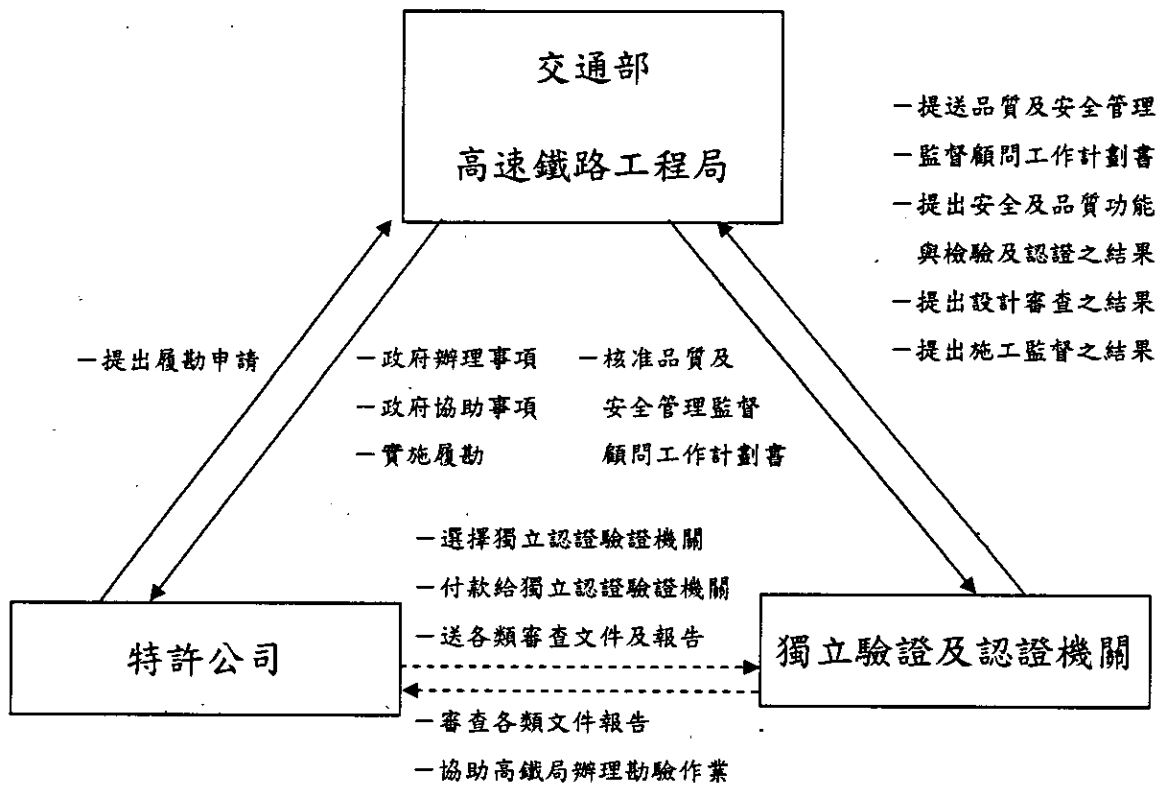 交通部
高速鐵路工程局
－提送品質及安全管理
－監督顧問工作計劃書
－提出安全及品質功能
與檢驗及認證之結果
－提出設計審查之結果
－提出施工監督之結果
－提出履勘申請
－政府辦理事項
－政府協助事項
－實施履勘
－核准品質及
安全管理監督
顧問工作計劃書
－選擇獨立認證驗證機關
－付款給獨立認證驗證機關
－送各類審查文件及報告
特許公司
獨立驗證及認證機關
－審查各類文件報告
－協助高鐵局辦理勘驗作業